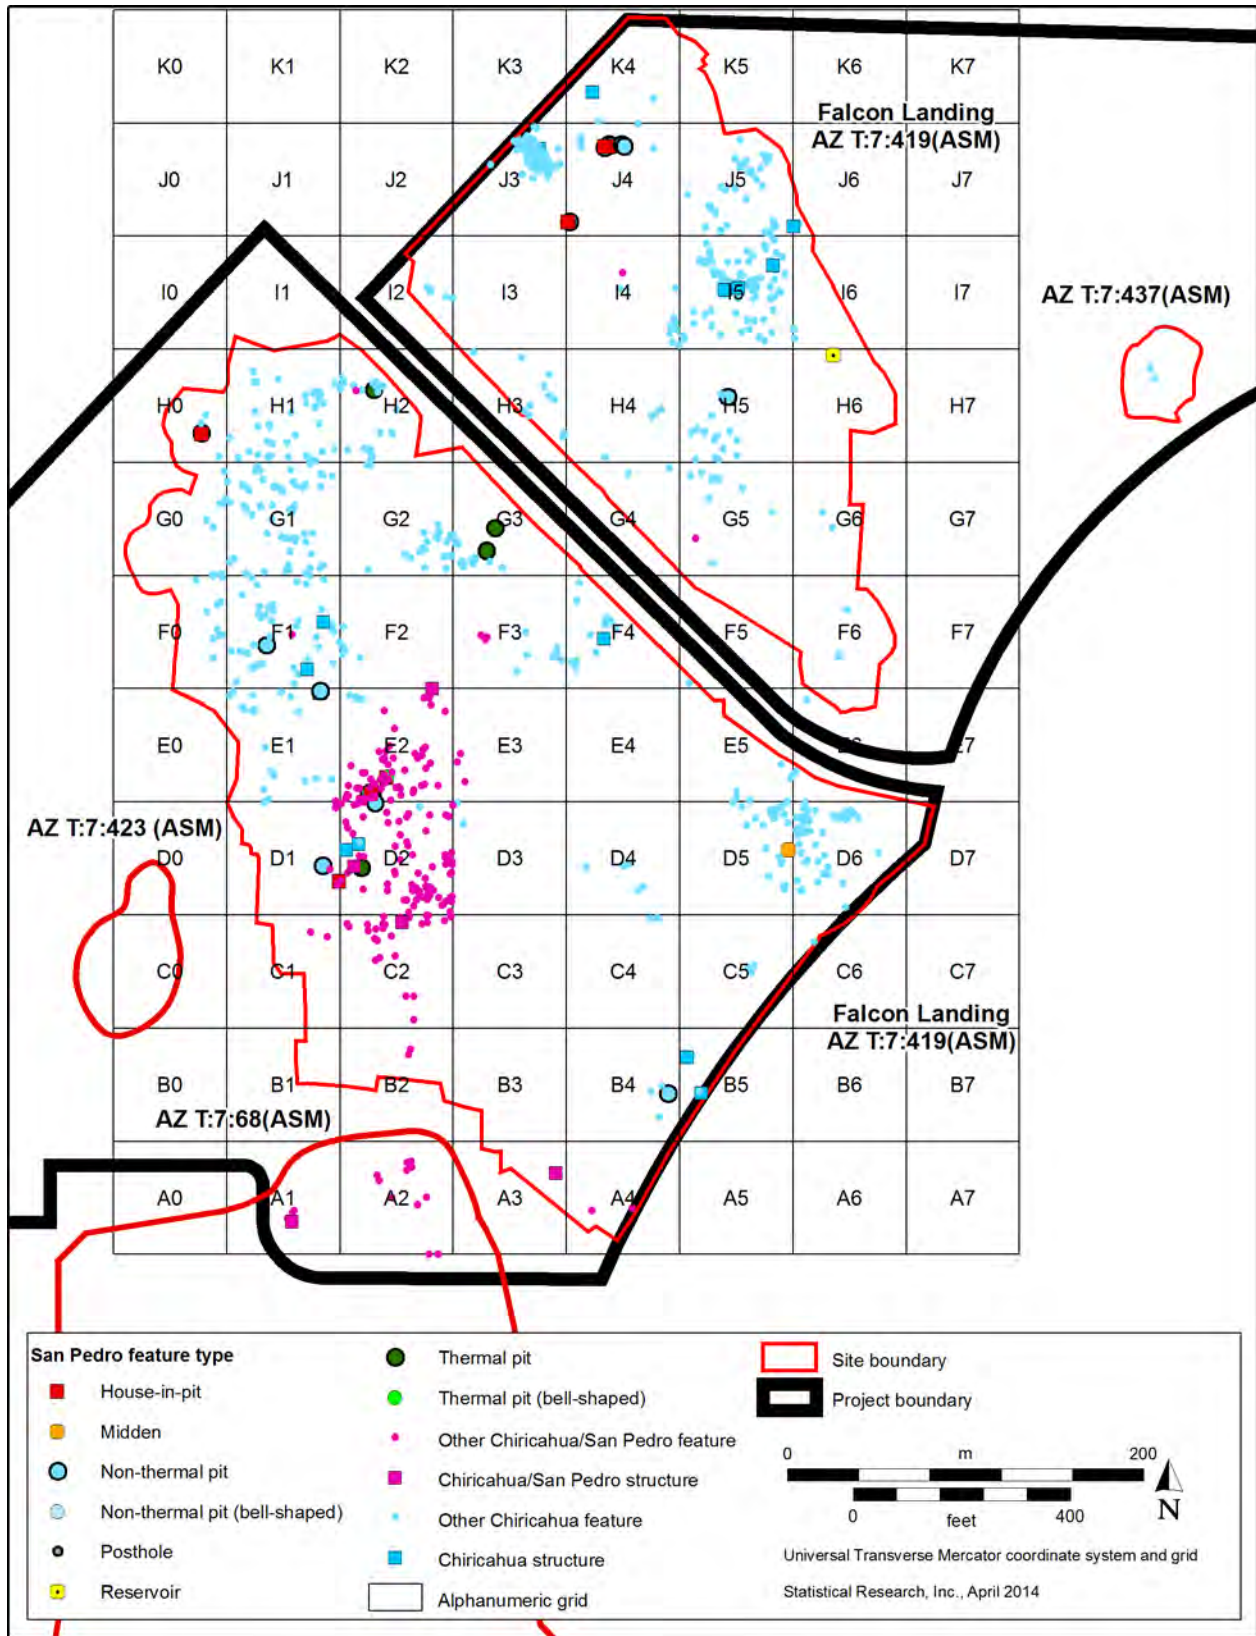 K0 K1 K2 K3 K4 K5 K6 K7
Falcon Landing
AZ T:7:419(ASM)
J0 J1 J2 J3 J4 J5 J6 J7
I0 I1 I2 I3 I4 I5 I6 I7
AZ T:7:437(ASM)
H0 H1 H2 H3 H4 H5 H6 H7
G0 G1 G2 G3 G4 G5 G6 G7
F0 F1 F2 F3 F4 F5 F6 F7
E0 E1 E2 E3 E4 E5 E6 E7
AZ T:7:423 (ASM)
D0 D1 D2 D3 D4 D5 D6 D7
C0 C1 C2 C3 C4 C5 C6 C7
Falcon Landing
AZ T:7:419(ASM)
B0 B1 B2 B3 B4 B5 B6 B7
AZ T:7:68(ASM)
A0 A1 A2 A3 A4 A5 A6 A7
San Pedro feature type
House-in-pit
Midden
Non-thermal pit
Non-thermal pit (bell-shaped)
Posthole
Reservoir
Thermal pit
Thermal pit (bell-shaped)
Other Chiricahua/San Pedro feature
Chiricahua/San Pedro structure
Other Chiricahua feature
Chiricahua structure
Alphanumeric grid
Site boundary
Project boundary
0 m 200
0 feet 400
N
Universal Transverse Mercator coordinate system and grid
Statistical Research, Inc., April 2014